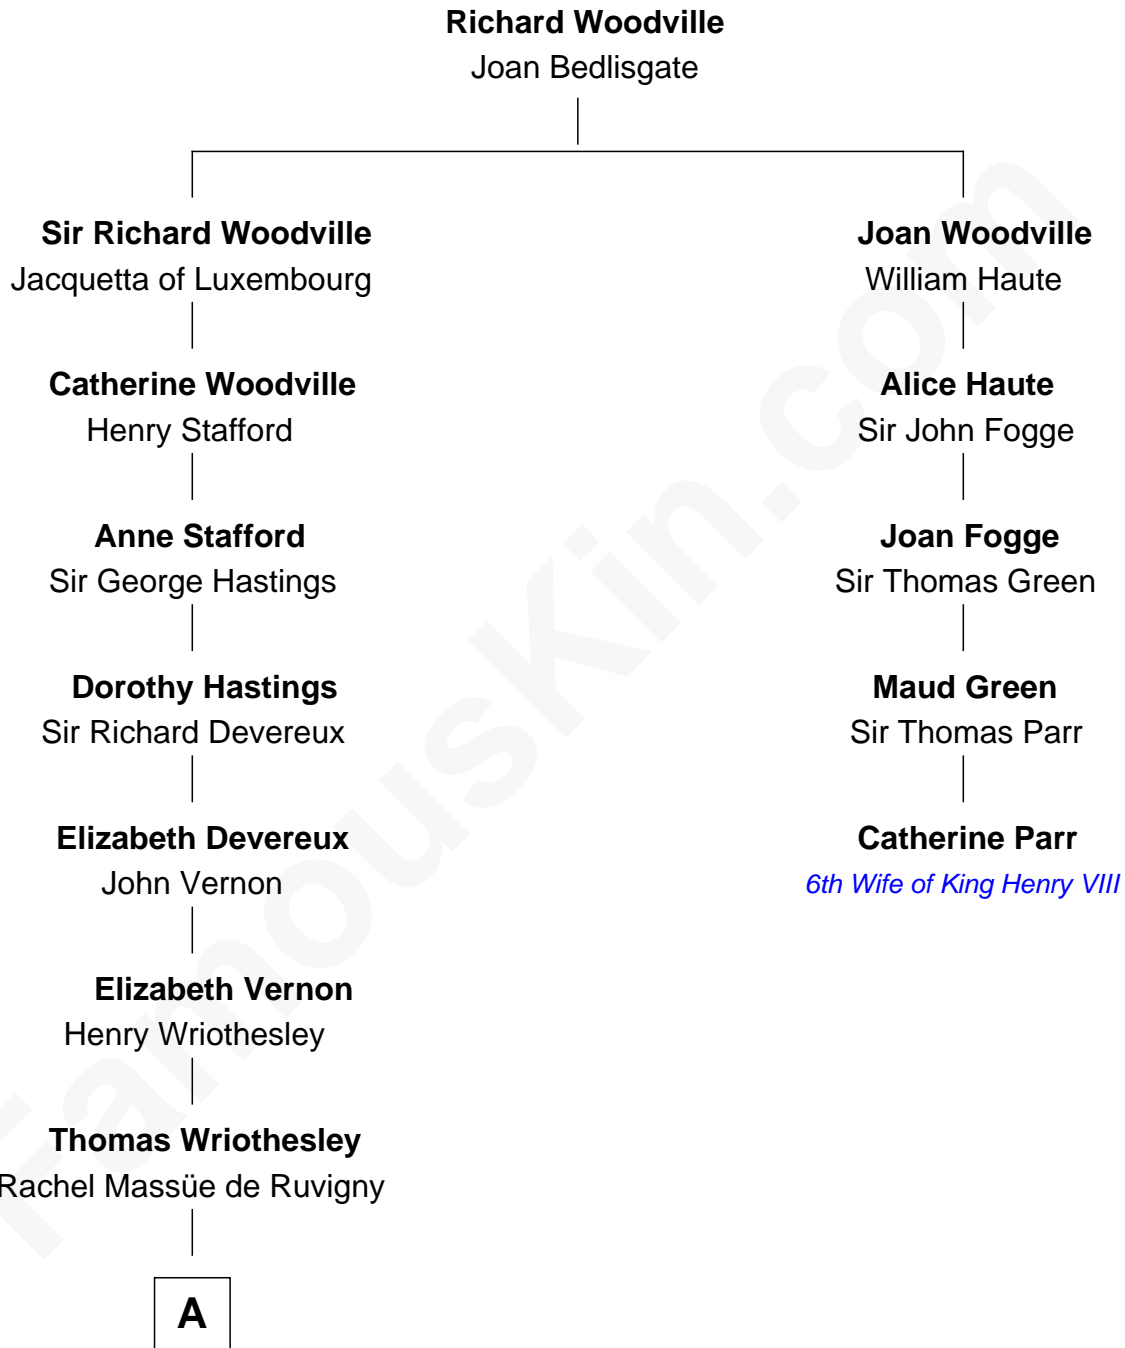 Richard Woodville
Joan Bedlisgate
Sir Richard Woodville
Jacquetta of Luxembourg
Catherine Woodville
Henry Stafford
Anne Stafford
Sir George Hastings
Dorothy Hastings
Sir Richard Devereux
Elizabeth Devereux
John Vernon
Elizabeth Vernon
Henry Wriothesley
Thomas Wriothesley
Rachel Massüe de Ruvigny
A
Joan Woodville
William Haute
Alice Haute
Sir John Fogge
Joan Fogge
Sir Thomas Green
Maud Green
Sir Thomas Parr
Catherine Parr
6th Wife of King Henry VIII
FamousKin.com